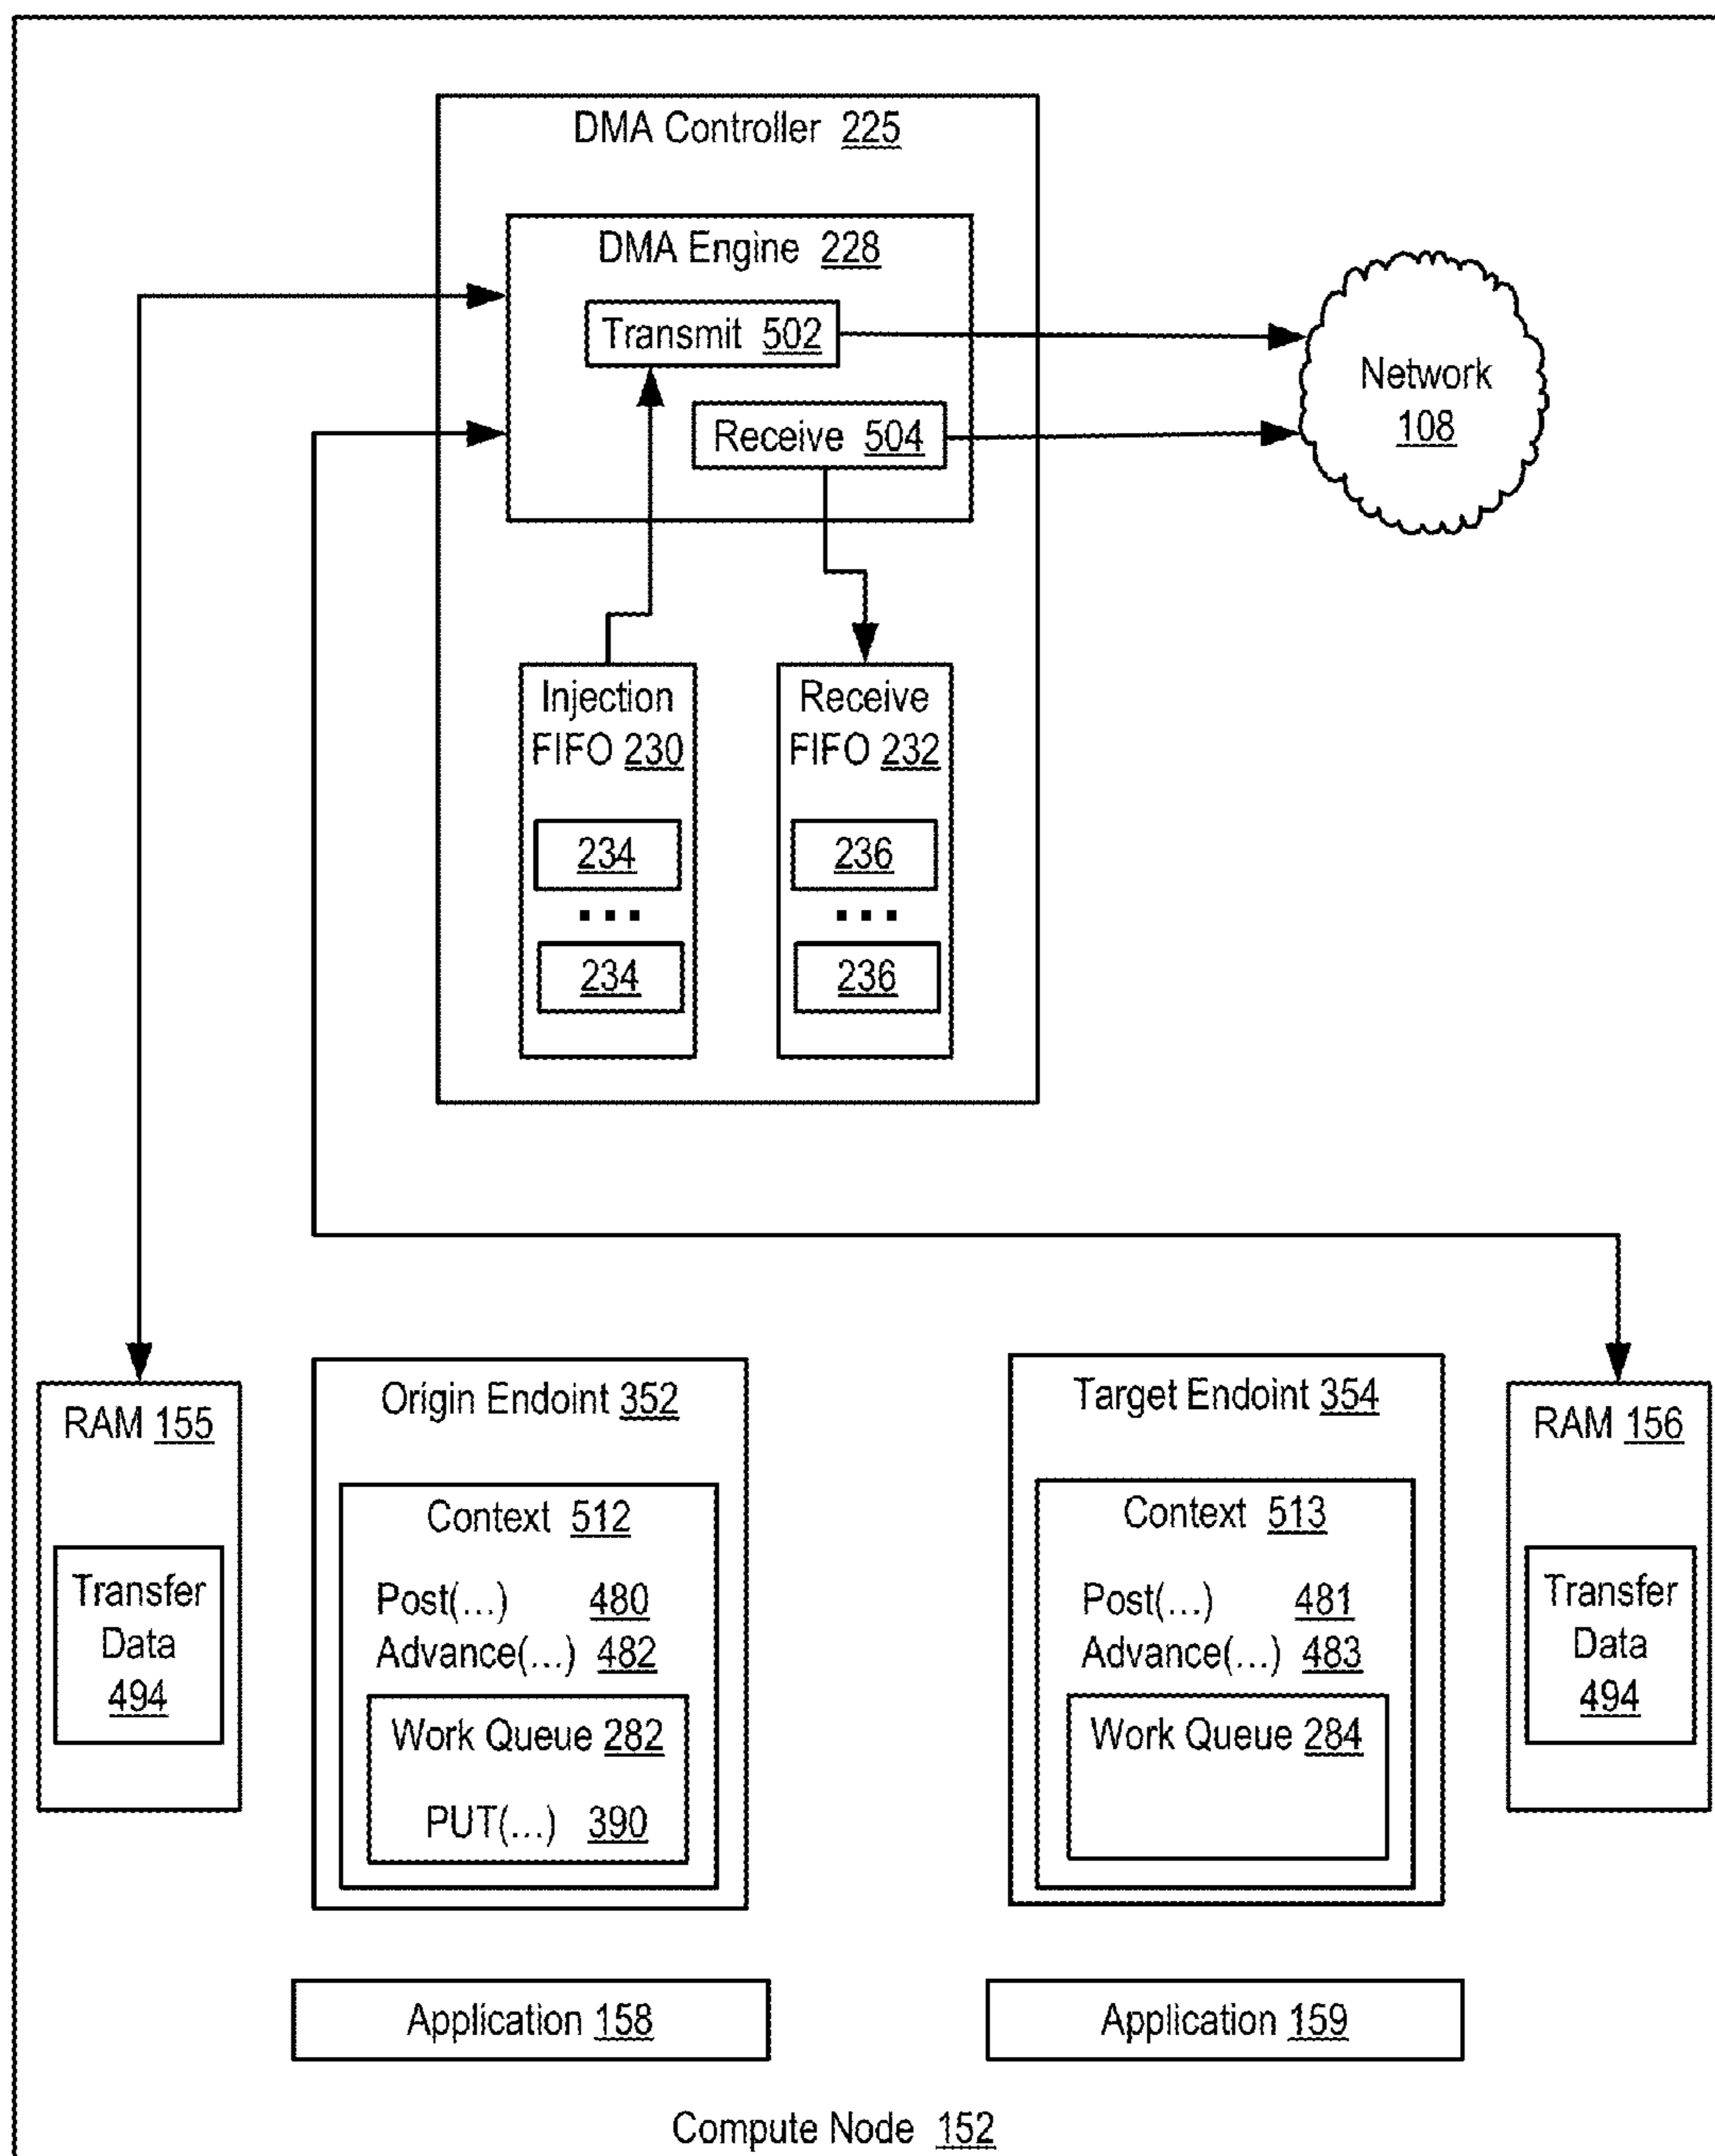 DMA Controller 225
DMA Engine 228
Transmit 502
Receive 504
Network
108
Injection
FIFO 230
234
...
234
Receive
FIFO 232
236
...
236
RAM 155
Transfer
Data
494
Origin Endoint 352
Context 512
Post(...) 480
Advance(...) 482
Work Queue 282
PUT(...) 390
Target Endoint 354
Context 513
Post(...) 481
Advance(...) 483
Work Queue 284
RAM 156
Transfer
Data
494
Application 158
Application 159
Compute Node 152